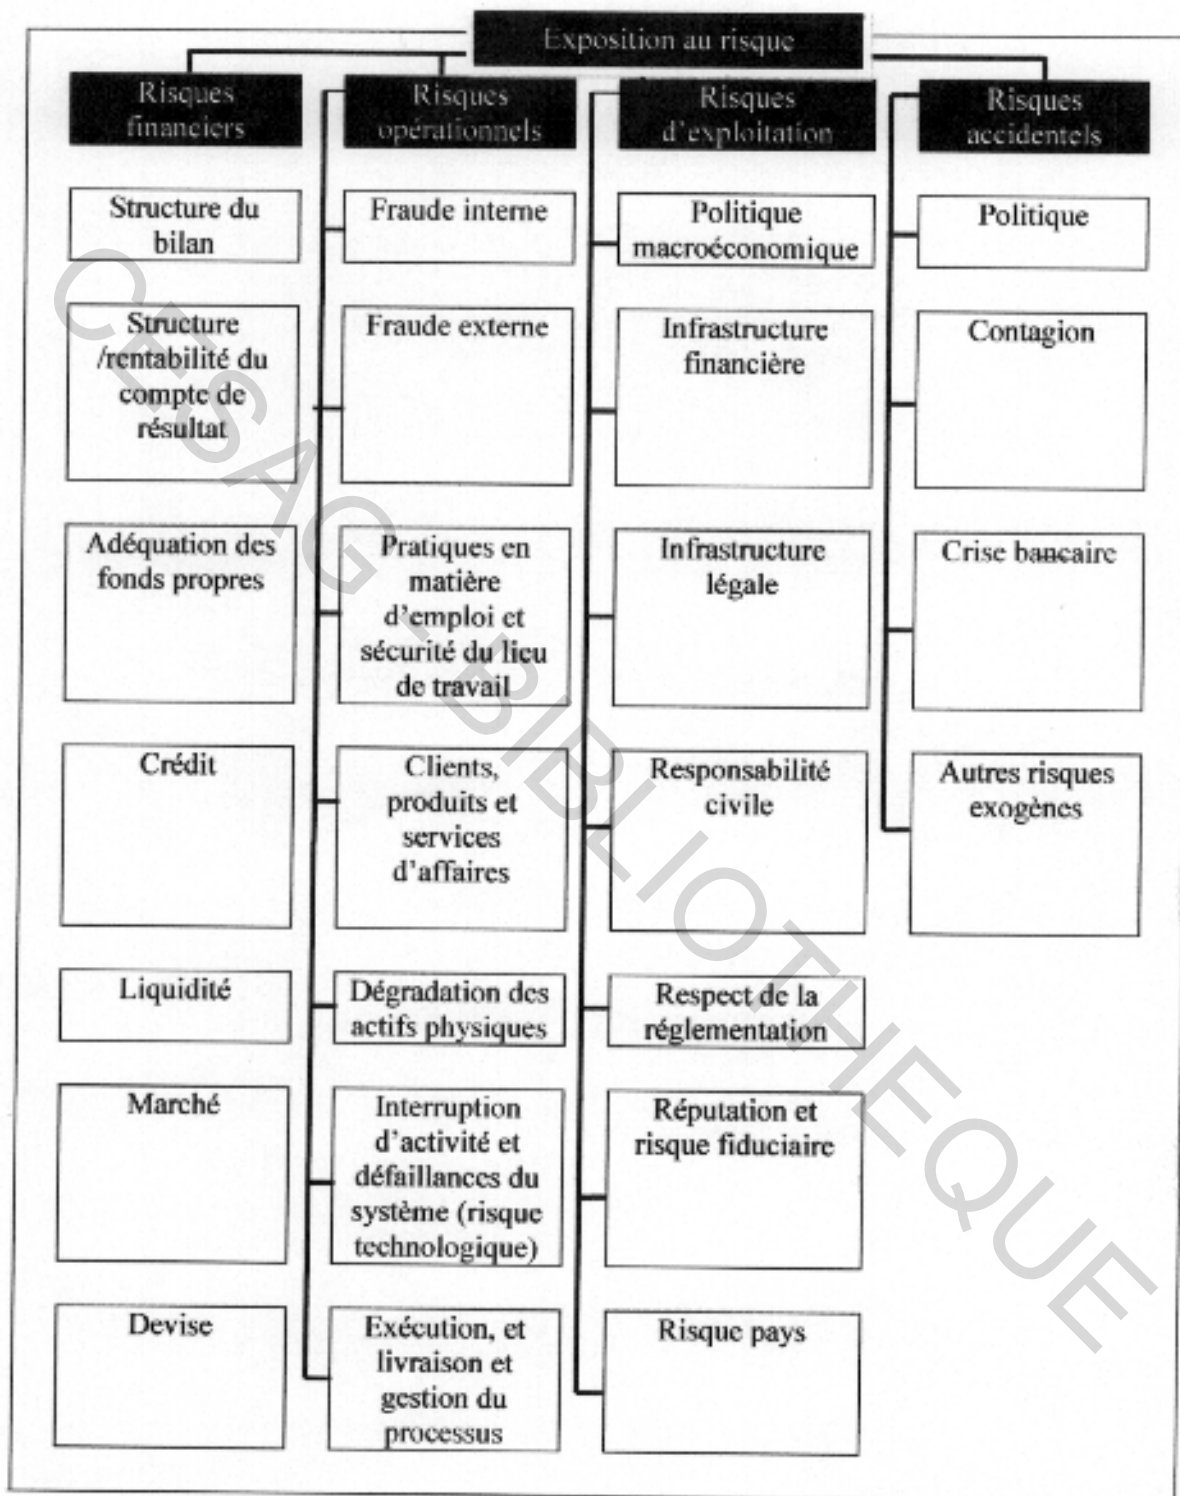 Exposition au risque
Risques
financiers
Structure du
bilan
Structure
/rentabilité du
compte de
résultat
Adéquation des
fonds propres
Crédit
Liquidité
Marché
Devise
Risques
opérationnels
Fraude interne
Fraude externe
Pratiques en
matière
d'emploi et
sécurité du lieu
de travail
Clients,
produits et
services
d'affaires
Dégradation des
actifs physiques
Interruption
d'activité et
défaillances du
système (risque
technologique)
Exécution, et
livraison et
gestion du
processus
Risques
d'exploitation
Politique
macroéconomique
Infrastructure
financière
Infrastructure
légale
Responsabilité
civile
Respect de la
réglementation
Réputation et
risque fiduciaire
Risque pays
Risques
accidentels
Politique
Contagion
Crise bancaire
Autres risques
exogènes
CESAG - BIBLIOTHEQUE